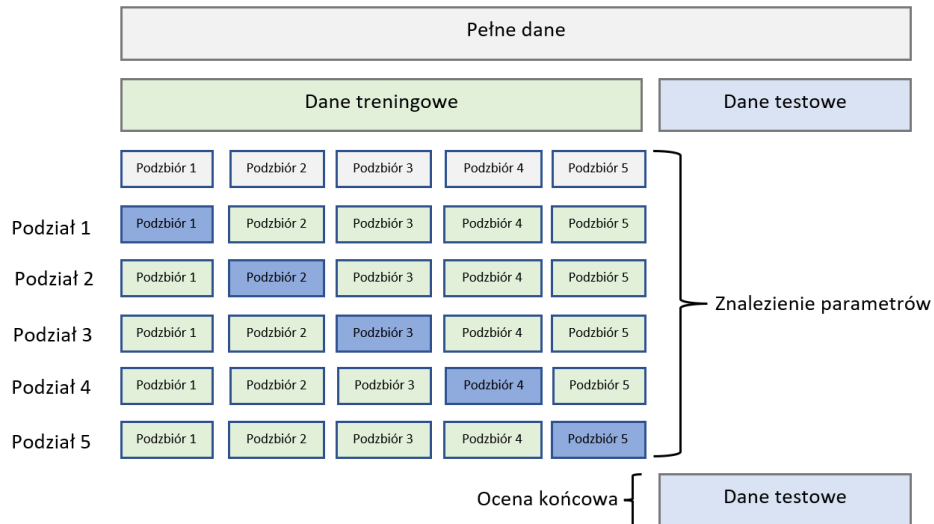 Pełne dane
Dane treningowe
Dane testowe
Podzbiór 1 Podzbiór 2 Podzbiór 3 Podzbiór 4 Podzbiór 5
Podział 1 Podzbiór 1 Podzbiór 2 Podzbiór 3 Podzbiór 4 Podzbiór 5
Podział 2 Podzbiór 1 Podzbiór 2 Podzbiór 3 Podzbiór 4 Podzbiór 5
Podział 3 Podzbiór 1 Podzbiór 2 Podzbiór 3 Podzbiór 4 Podzbiór 5
Podział 4 Podzbiór 1 Podzbiór 2 Podzbiór 3 Podzbiór 4 Podzbiór 5
Podział 5 Podzbiór 1 Podzbiór 2 Podzbiór 3 Podzbiór 4 Podzbiór 5
Znalezienie parametrów
Ocena końcowa
Dane testowe